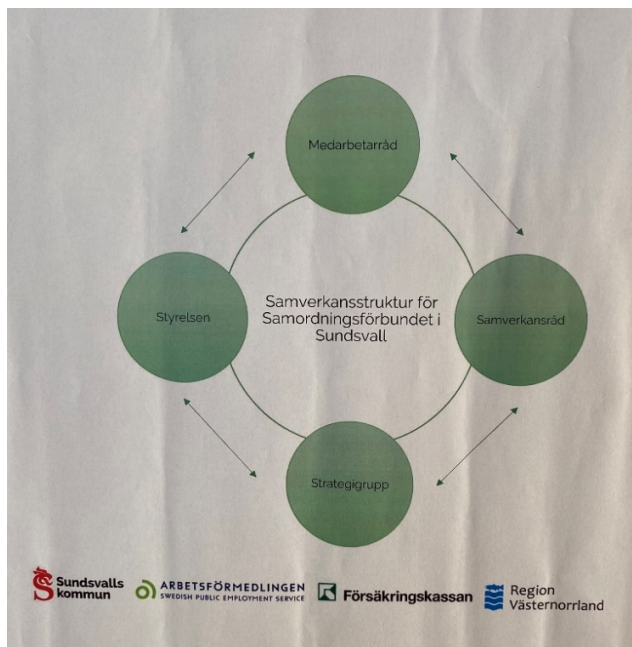 Medarbetarråd
Styrelsen
Samverkansstruktur för
Samordningsförbundet i
Sundsvall
Samverkansråd
Strategigrupp
Sundsvalls
kommun
ARBETSFÖRMEDLINGEN
SWEDISH PUBLIC EMPLOYMENT SERVICE
Försäkringskassan
Region
Västernorrland